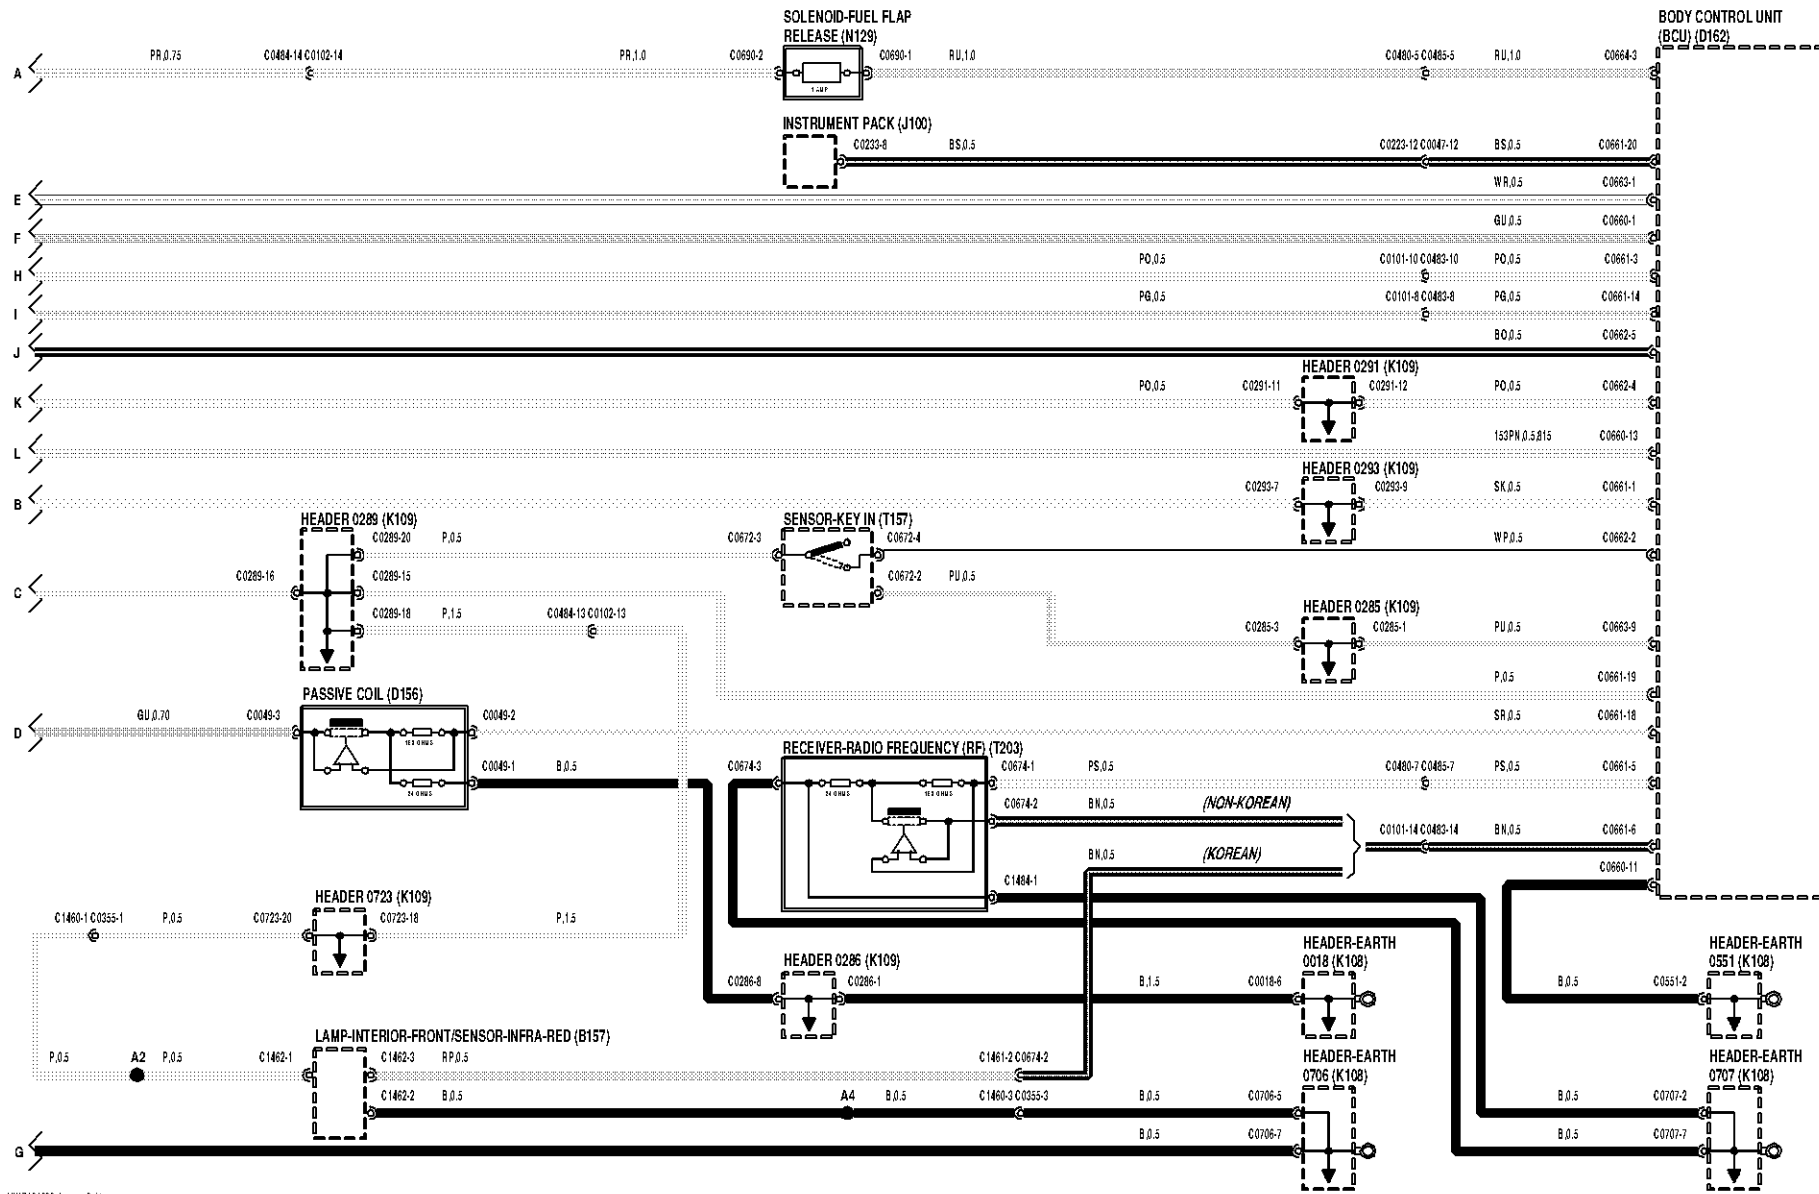 SOLENOID-FUEL FLAP
RELEASE (N129)
BODY CONTROL UNIT
(BCU) (D162)
A
PR,0.75
C0484-14 C0102-14
PR,1.0
C0690-2
C0690-1
RU,1.0
C0480-5 C0485-5
RU,1.0
C0664-3
INSTRUMENT PACK (J100)
C0233-8
BS,0.5
C0223-12 C0047-12
BS,0.5
C0661-20
E
WR,0.5
C0663-1
F
GU,0.5
C0660-1
H
PO,0.5
C0101-10 C0483-10
PO,0.5
C0661-3
I
PG,0.5
C0101-8 C0483-8
PG,0.5
C0661-14
J
BO,0.5
C0662-5
HEADER 0291 (K109)
K
PO,0.5
C0291-11
C0291-12
PO,0.5
C0662-4
L
153PN,0.5,815
C0660-13
HEADER 0293 (K109)
B
C0293-7
C0293-9
SK,0.5
C0661-1
HEADER 0289 (K109)
SENSOR-KEY IN (T157)
C0289-20
P,0.5
C0672-3
C0672-4
WP,0.5
C0662-2
C
C0289-16
C0289-15
C0672-2
PU,0.5
HEADER 0285 (K109)
C0289-18
P,1.5
C0484-13 C0102-13
C0285-3
C0285-1
PU,0.5
C0663-9
P,0.5
C0661-19
PASSIVE COIL (D156)
D
GU,0.70
C0049-3
C0049-2
SR,0.5
C0661-18
RECEIVER-RADIO FREQUENCY (RF) (T203)
C0049-1
B,0.5
C0674-3
C0674-1
PS,0.5
C0480-7 C0485-7
PS,0.5
C0661-5
C0674-2
BN,0.5
(NON-KOREAN)
C0101-14 C0483-14
BN,0.5
C0661-6
BN,0.5
(KOREAN)
C0660-11
C1484-1
HEADER 0723 (K109)
C1460-1 C0355-1
P,0.5
C0723-20
C0723-18
P,1.5
HEADER 0286 (K109)
HEADER-EARTH
0018 (K108)
HEADER-EARTH
0551 (K108)
C0286-8
C0286-1
B,1.5
C0018-6
B,0.5
C0551-2
LAMP-INTERIOR-FRONT/SENSOR-INFRA-RED (B157)
P,0.5
A2
P,0.5
C1462-1
C1462-3
RP,0.5
C1461-2 C0674-2
HEADER-EARTH
0706 (K108)
HEADER-EARTH
0707 (K108)
C1462-2
B,0.5
A4
B,0.5
C1460-3 C0355-3
B,0.5
C0706-5
B,0.5
C0707-2
G
B,0.5
C0706-7
B,0.5
C0707-7